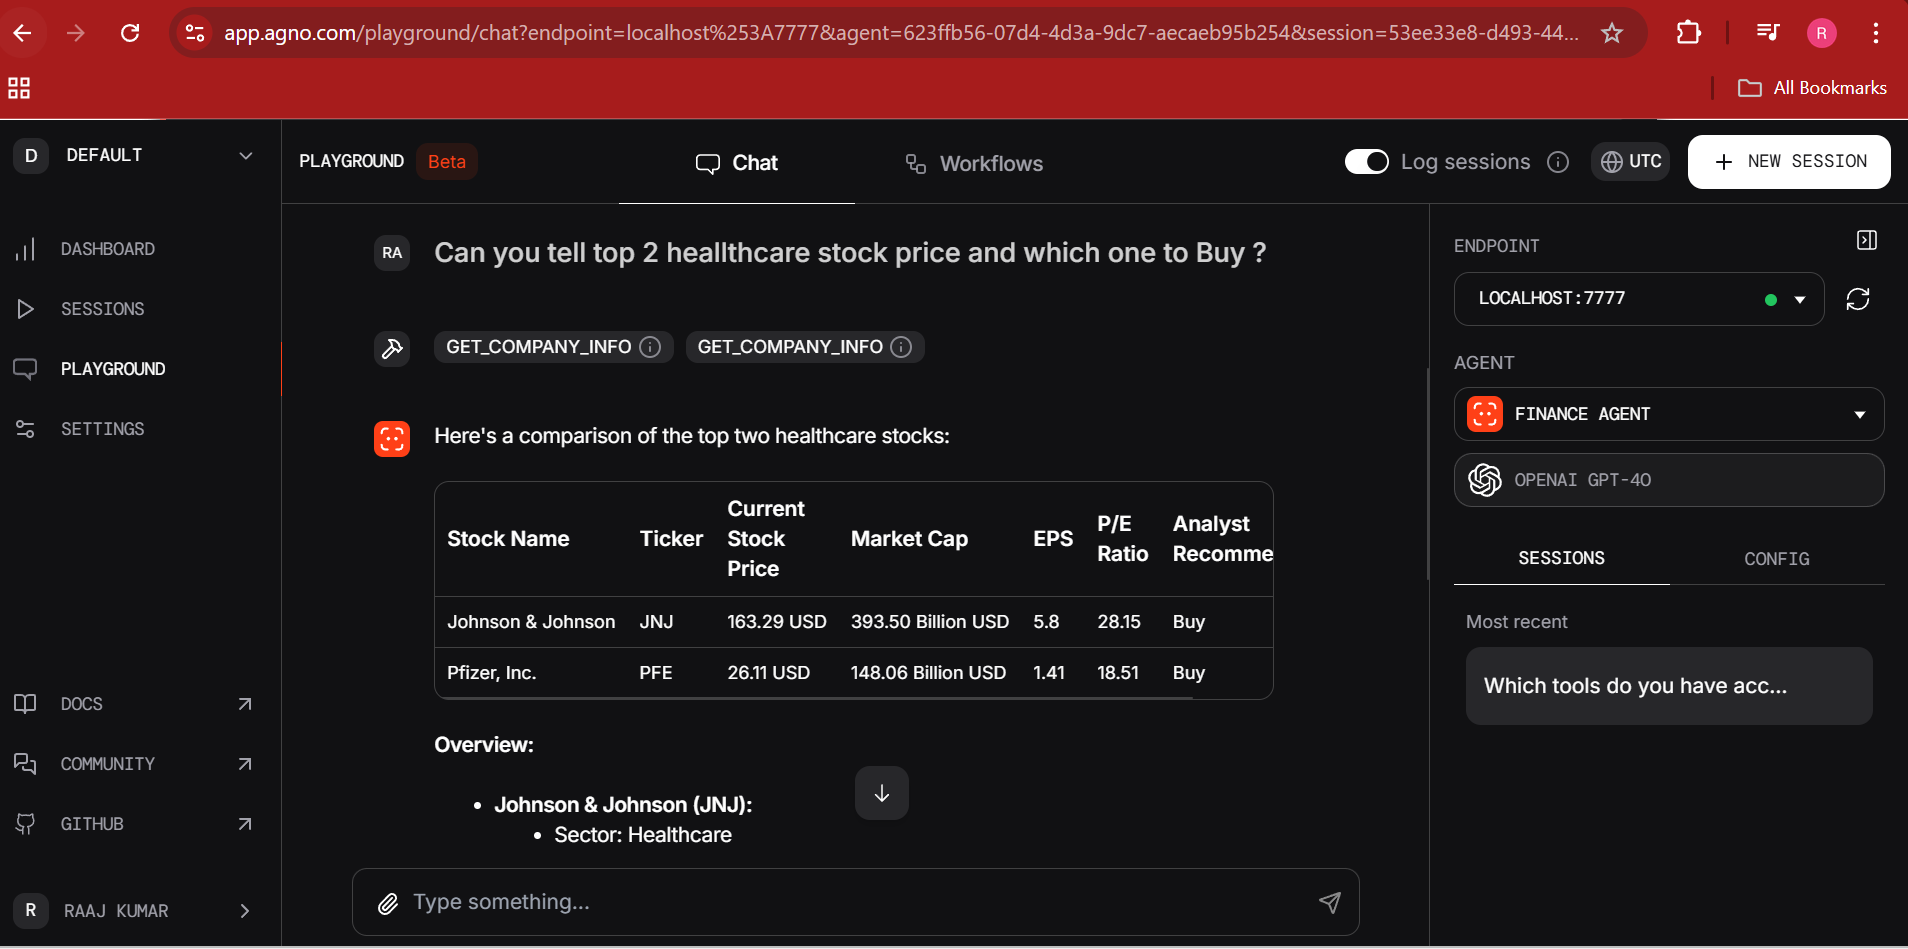 app.agno.com/playground/chat?endpoint=localhost%253A7777&agent=623ffb56-07d4-4d3a-9dc7-aecaeb95b254&session=53ee33e8-d493-44...
R
All Bookmarks
D DEFAULT
PLAYGROUND Beta
Chat
Workflows
Log sessions
UTC
+ NEW SESSION
DASHBOARD
SESSIONS
PLAYGROUND
SETTINGS
DOCS
COMMUNITY
GITHUB
R RAAJ KUMAR
RA Can you tell top 2 heallthcare stock price and which one to Buy ?
GET_COMPANY_INFO GET_COMPANY_INFO
Here's a comparison of the top two healthcare stocks:
Stock Name Ticker Current Stock Price Market Cap EPS P/E Ratio Analyst Recomme
Johnson & Johnson JNJ 163.29 USD 393.50 Billion USD 5.8 28.15 Buy
Pfizer, Inc. PFE 26.11 USD 148.06 Billion USD 1.41 18.51 Buy
Overview:
• Johnson & Johnson (JNJ):
• Sector: Healthcare
Type something...
ENDPOINT
LOCALHOST:7777
AGENT
FINANCE AGENT
OPENAI GPT-4O
SESSIONS CONFIG
Most recent
Which tools do you have acc...